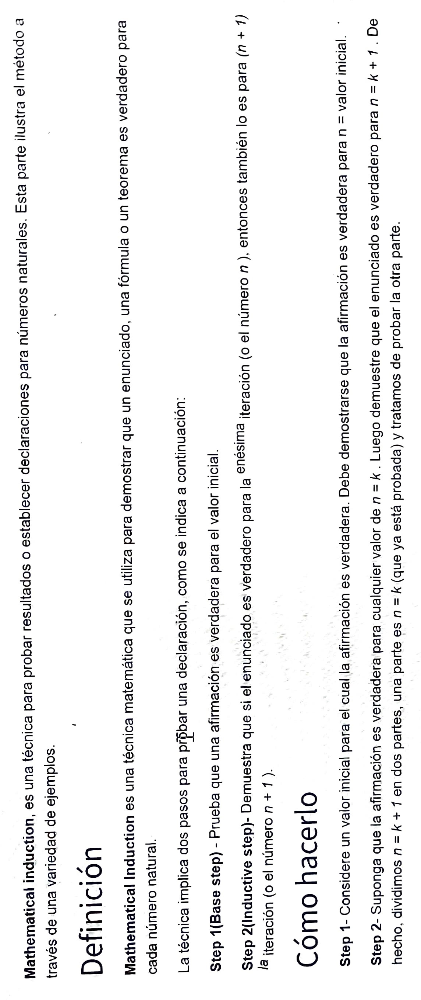 Mathematical induction, es una técnica para probar resultados o establecer declaraciones para números naturales. Esta parte ilustra el método a
través de una variedad de ejemplos.
Definición
Mathematical Induction es una técnica matemática que se utiliza para demostrar que un enunciado, una fórmula o un teorema es verdadero para
cada número natural.
La técnica implica dos pasos para probar una declaración, como se indica a continuación:
Step 1(Base step) - Prueba que una afirmación es verdadera para el valor inicial.
Step 2(Inductive step)- Demuestra que si el enunciado es verdadero para la enésima iteración (o el número n ), entonces también lo es para (n + 1)
la iteración (o el número n + 1 ).
Cómo hacerlo
Step 1- Considere un valor inicial para el cual la afirmación es verdadera. Debe demostrarse que la afirmación es verdadera para n = valor inicial.
Step 2- Suponga que la afirmación es verdadera para cualquier valor de n = k . Luego demuestre que el enunciado es verdadero para n = k + 1 . De
hecho, dividimos n = k + 1 en dos partes, una parte es n = k (que ya está probada) y tratamos de probar la otra parte.